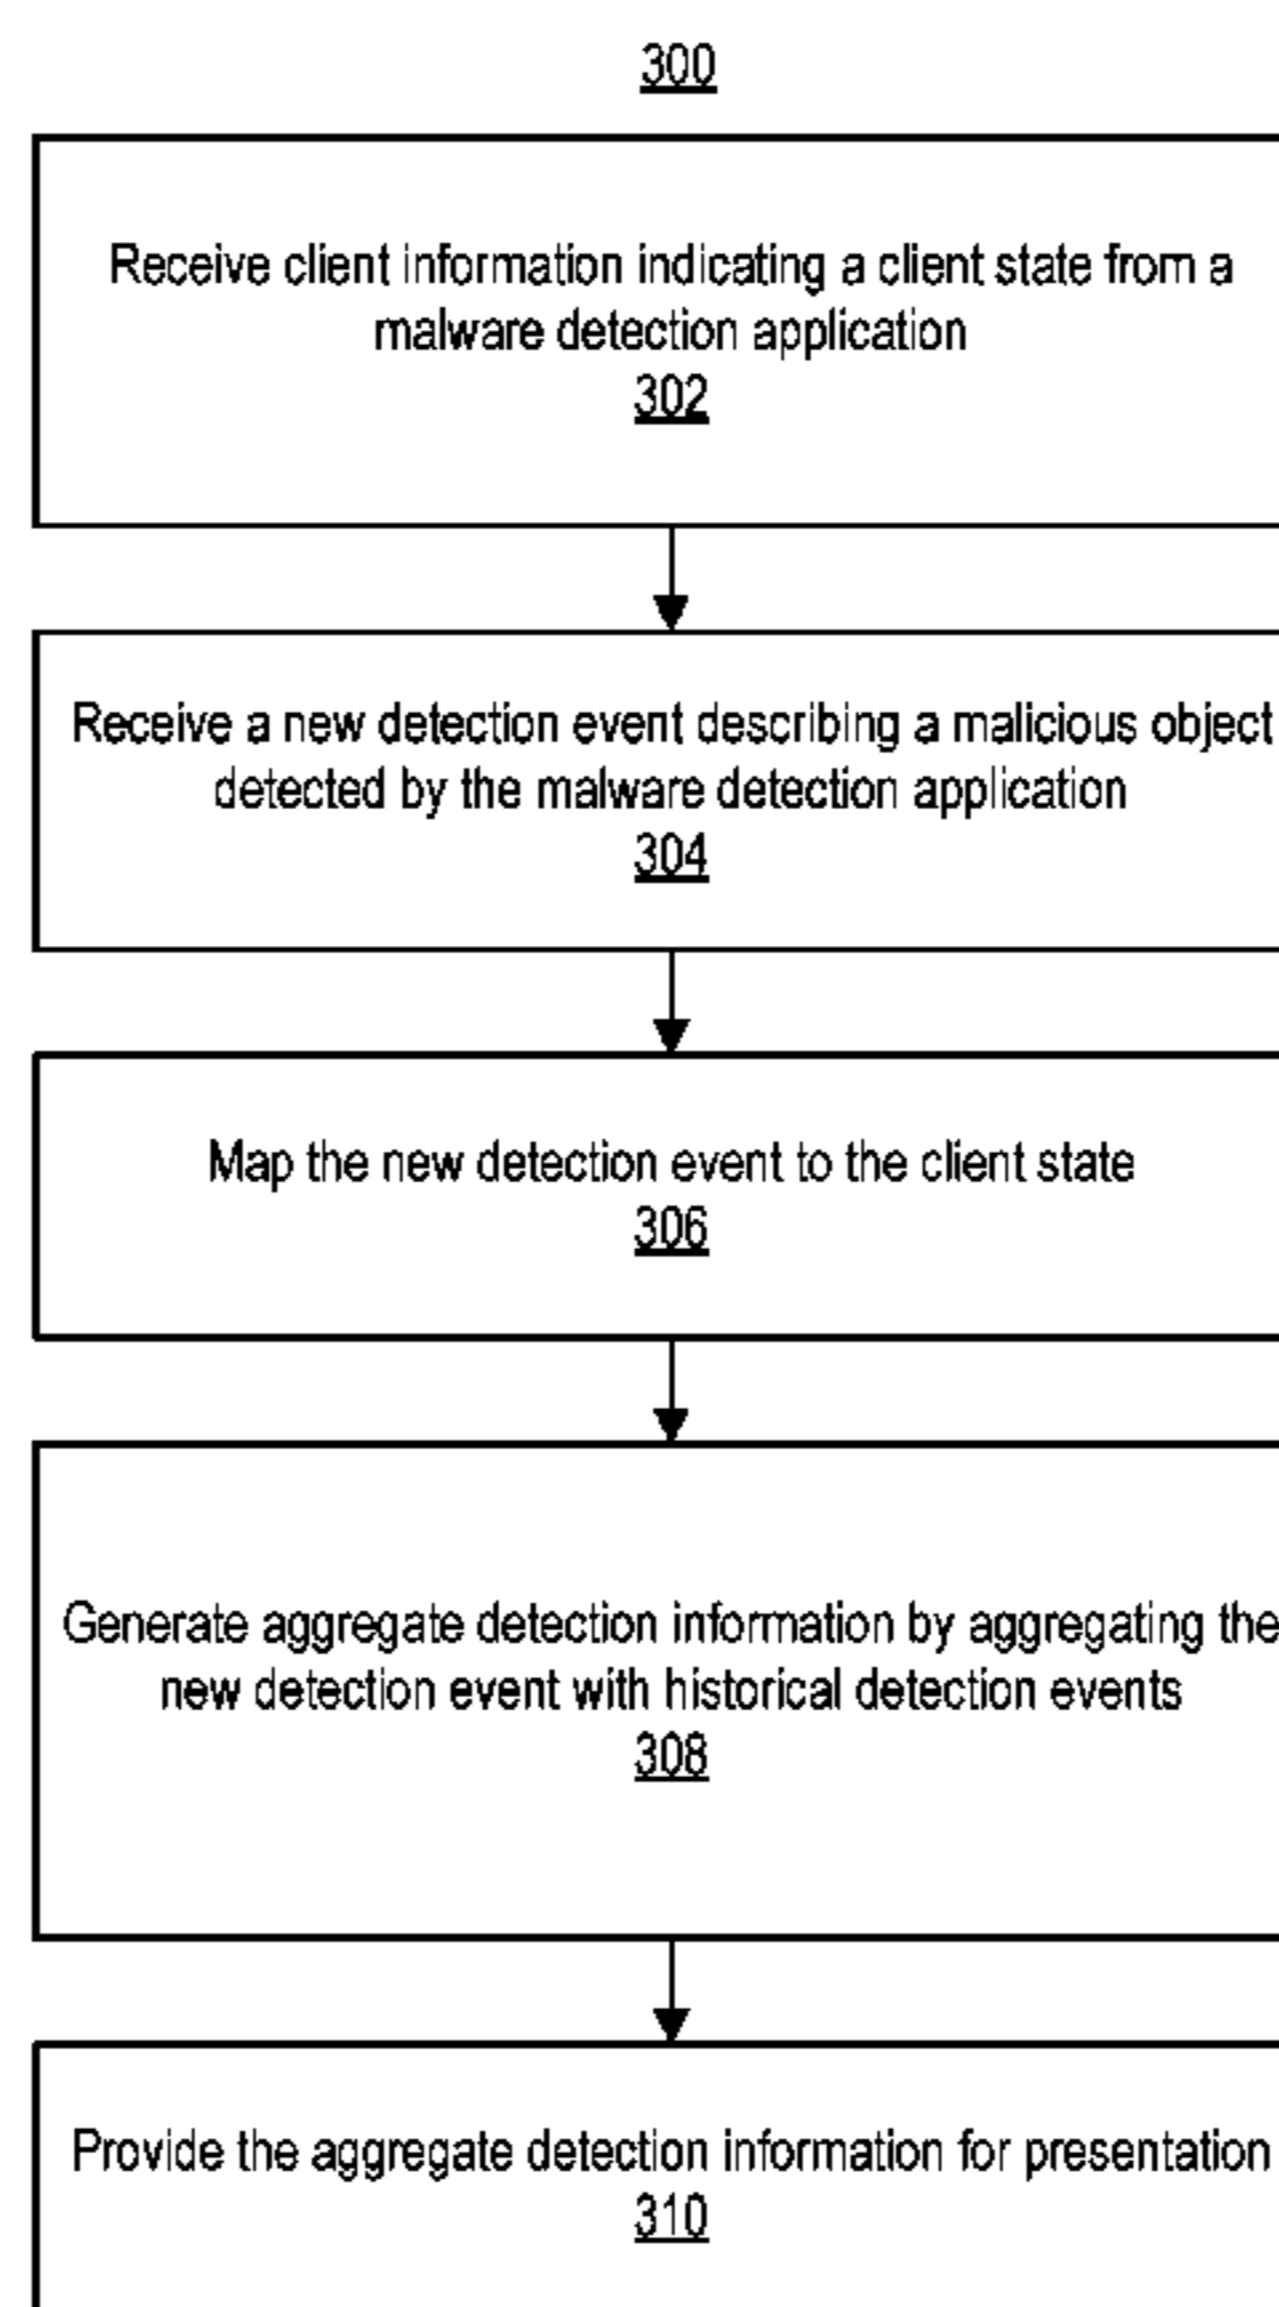 300
Receive client information indicating a client state from a
malware detection application
302
Receive a new detection event describing a malicious object
detected by the malware detection application
304
Map the new detection event to the client state
306
Generate aggregate detection information by aggregating the
new detection event with historical detection events
308
Provide the aggregate detection information for presentation
310